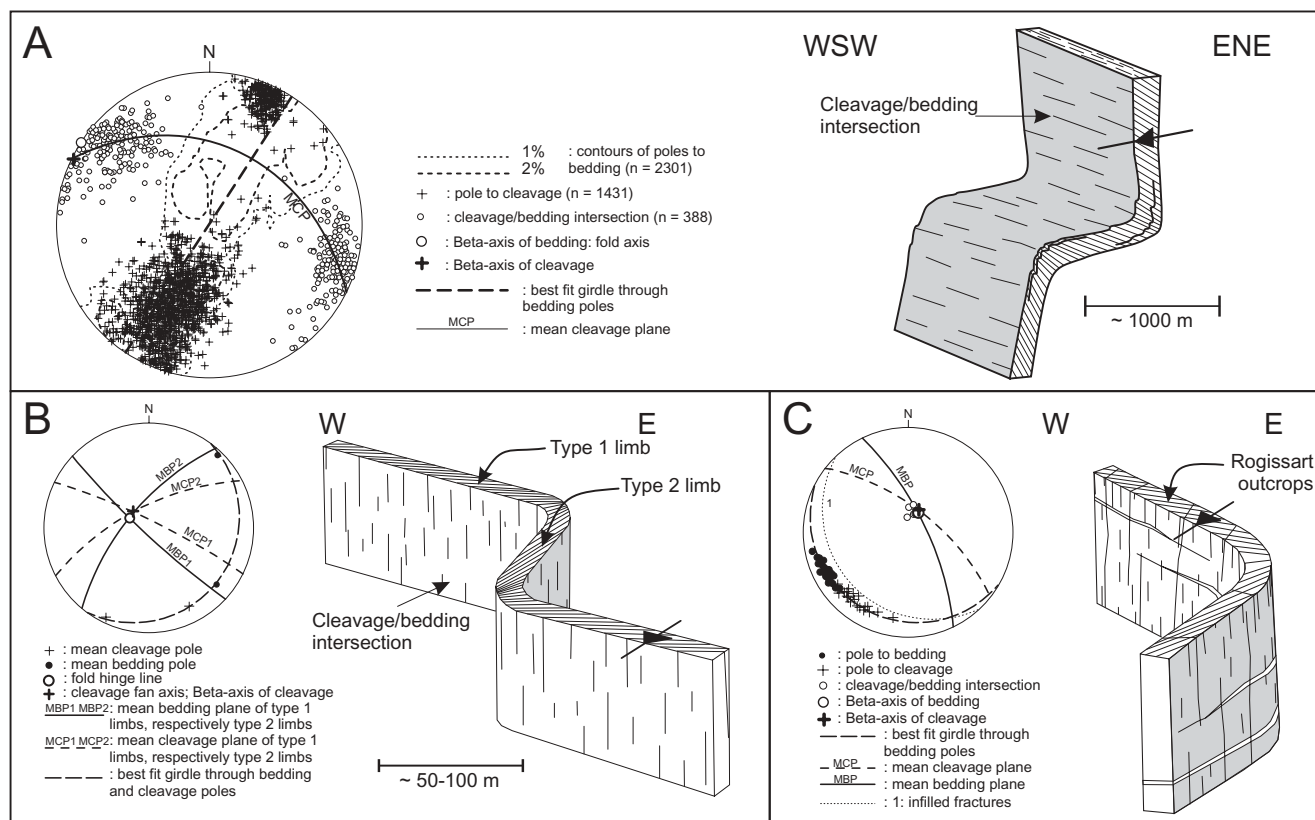 A
N
MCP
1%
: contours of poles to
2%
bedding (n = 2301)
+ : pole to cleavage (n = 1431)
○ : cleavage/bedding intersection (n = 388)
○ : Beta-axis of bedding: fold axis
+ : Beta-axis of cleavage
: best fit girdle through
bedding poles
MCP
: mean cleavage plane
WSW
ENE
Cleavage/bedding
intersection
~ 1000 m
B
N
MBP2
MCP2
MCP1
MBP1
+ : mean cleavage pole
● : mean bedding pole
○ : fold hinge line
+ : cleavage fan axis; Beta-axis of cleavage
MBP1 MBP2 : mean bedding plane of type 1
limbs, respectively type 2 limbs
MCP1 MCP2 : mean cleavage plane of type 1
limbs, respectively type 2 limbs
: best fit girdle through bedding
and cleavage poles
W
E
Type 1 limb
Type 2 limb
Cleavage/bedding
intersection
~ 50-100 m
C
N
MCP
MBP
1
● : pole to bedding
+ : pole to cleavage
○ : cleavage/bedding intersection
○ : Beta-axis of bedding
+ : Beta-axis of cleavage
: best fit girdle through
bedding poles
MCP : mean cleavage plane
MBP : mean bedding plane
: 1: infilled fractures
W
E
Rogissart
outcrops